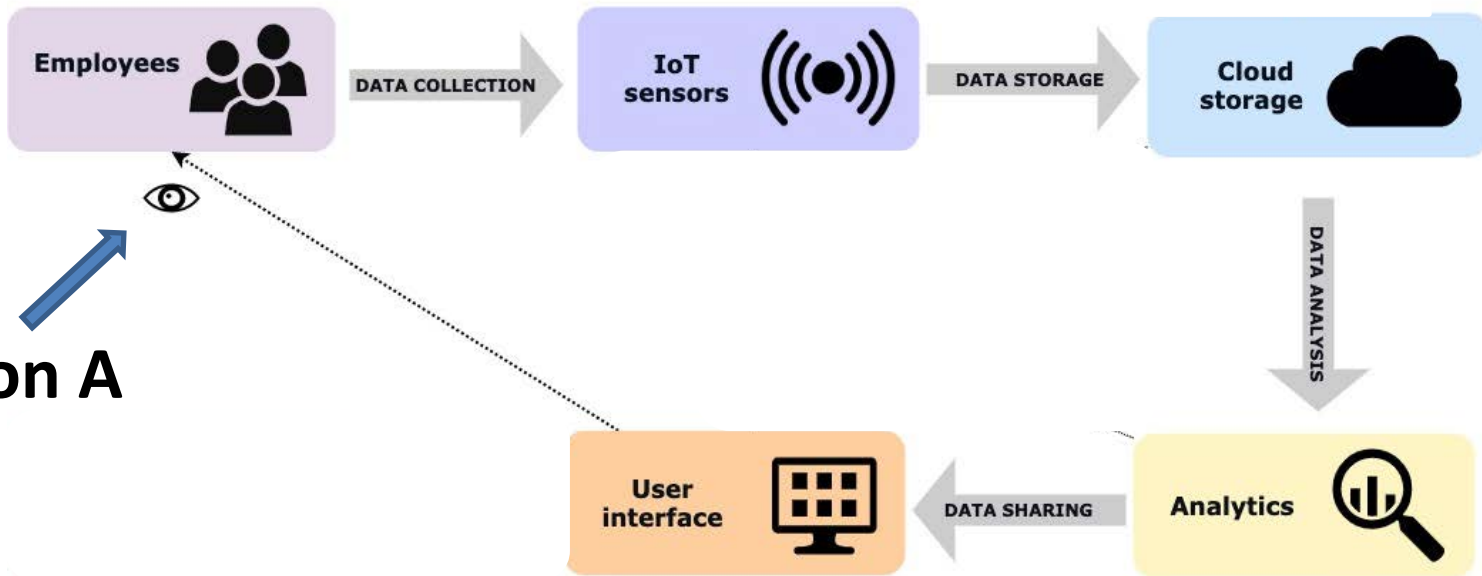 Employees
DATA COLLECTION
IoT
sensors
DATA STORAGE
Cloud
storage
DATA ANALYSIS
on A
User
interface
DATA SHARING
Analytics